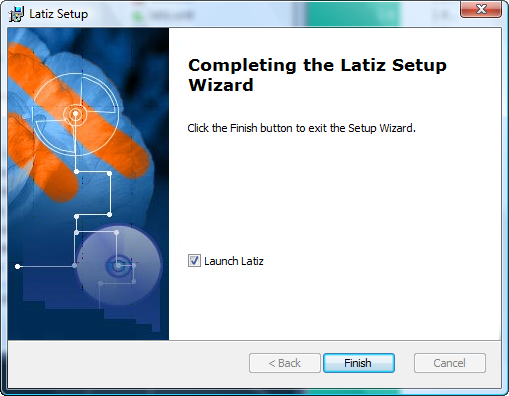 Latiz Setup
Completing the Latiz Setup
Wizard
Click the Finish button to exit the Setup Wizard.
Launch Latiz
< Back
Finish
Cancel